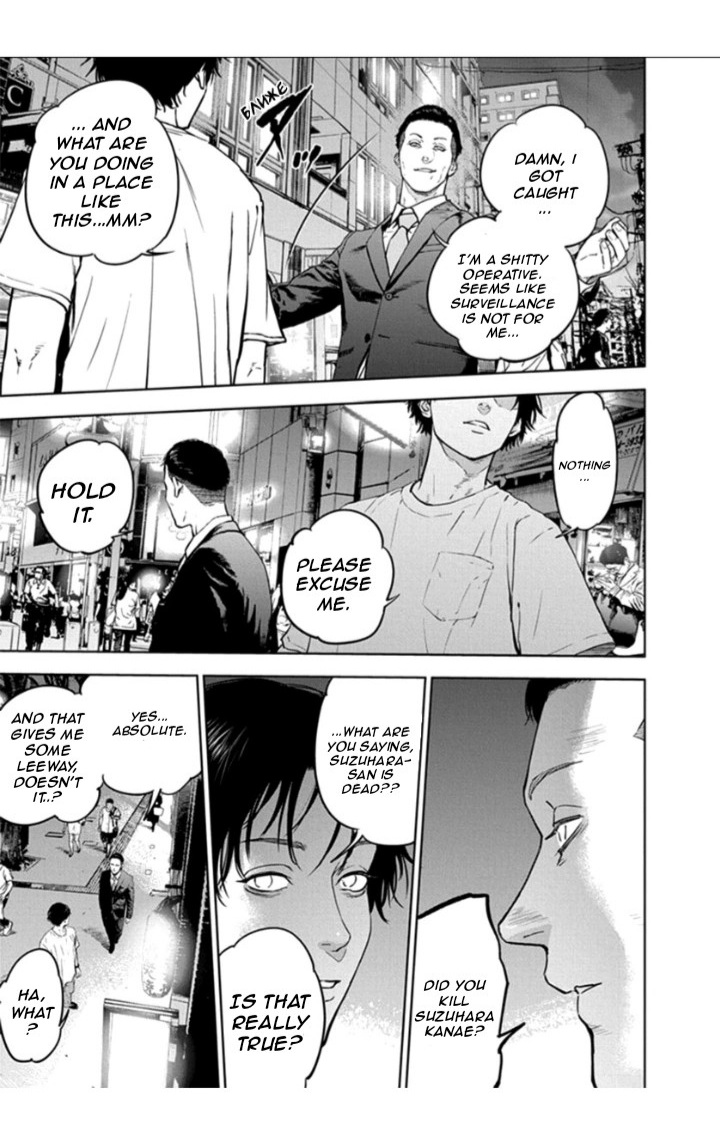 DAMN, I
GOT
CAUGHT
...
I'M A SHITTY
OPERATIVE.
SEEMS LIKE
SURVEILLANCE
IS NOT FOR
ME...
БЛИЖЕ
... AND
WHAT ARE
YOU DOING
IN A PLACE
LIKE
THIS...MM?
C
NOTHING
...
PLEASE
EXCUSE
ME.
HOLD
IT.
DID YOU
KILL
SUZUHARA
KANAE?
...WHAT ARE
YOU SAYING,
SUZUHARA-
SAN IS
DEAD??
IS THAT
REALLY
TRUE?
YES...
ABSOLUTE.
AND THAT
GIVES ME
SOME
LEEWAY,
DOESN'T
IT..?
HA,
WHAT
?